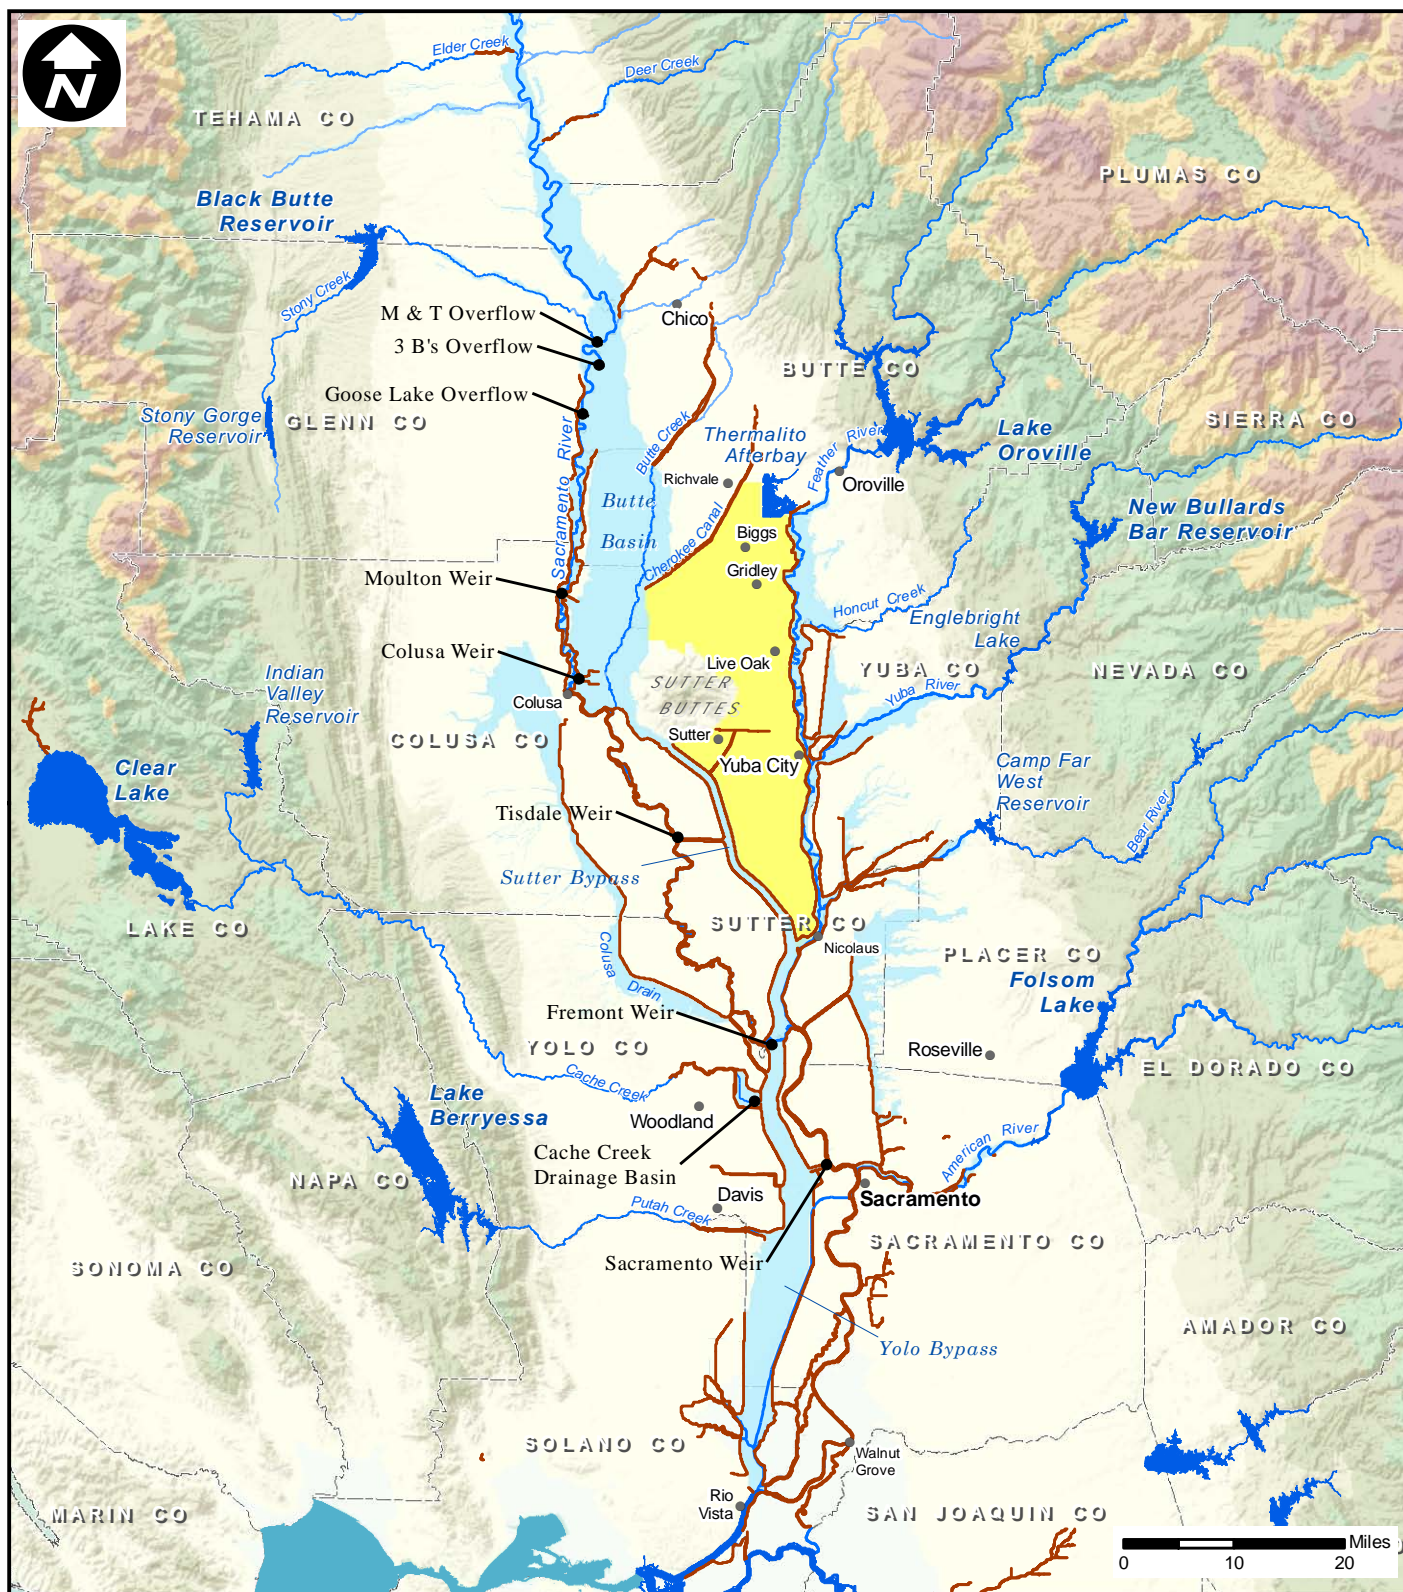 N
Elder Creek
Deer Creek
TEHAMA CO
PLUMAS CO
Black Butte
Reservoir
Stony Creek
M & T Overflow
Chico
3 B's Overflow
BUTTE CO
Goose Lake Overflow
Stony Gorge
Reservoir
GLENN CO
SIERRA CO
Sacramento River
Butte Creek
Thermalito
Afterbay
Feather River
Lake
Oroville
Richvale
Oroville
Butte
Basin
New Bullards
Bar Reservoir
Cherokee Canal
Biggs
Gridley
Moulton Weir
Honcut Creek
Englebright
Lake
Colusa Weir
Live Oak
YUBA CO
NEVADA CO
Indian
Valley
Reservoir
SUTTER
BUTTES
Colusa
Yuba River
COLUSA CO
Sutter
Yuba City
Clear
Lake
Camp Far
West
Reservoir
Tisdale Weir
Bear River
Sutter Bypass
LAKE CO
SUTTER CO
Nicolaus
Colusa Drain
PLACER CO
Folsom
Lake
Fremont Weir
YOLO CO
Roseville
EL DORADO CO
Cache Creek
Lake
Berryessa
Woodland
American River
Cache Creek
Drainage Basin
NAPA CO
Davis
Sacramento
Putah Creek
SACRAMENTO CO
Sacramento Weir
SONOMA CO
AMADOR CO
Yolo Bypass
SOLANO CO
Walnut
Grove
Rio
Vista
MARIN CO
SAN JOAQUIN CO
Miles
0 10 20